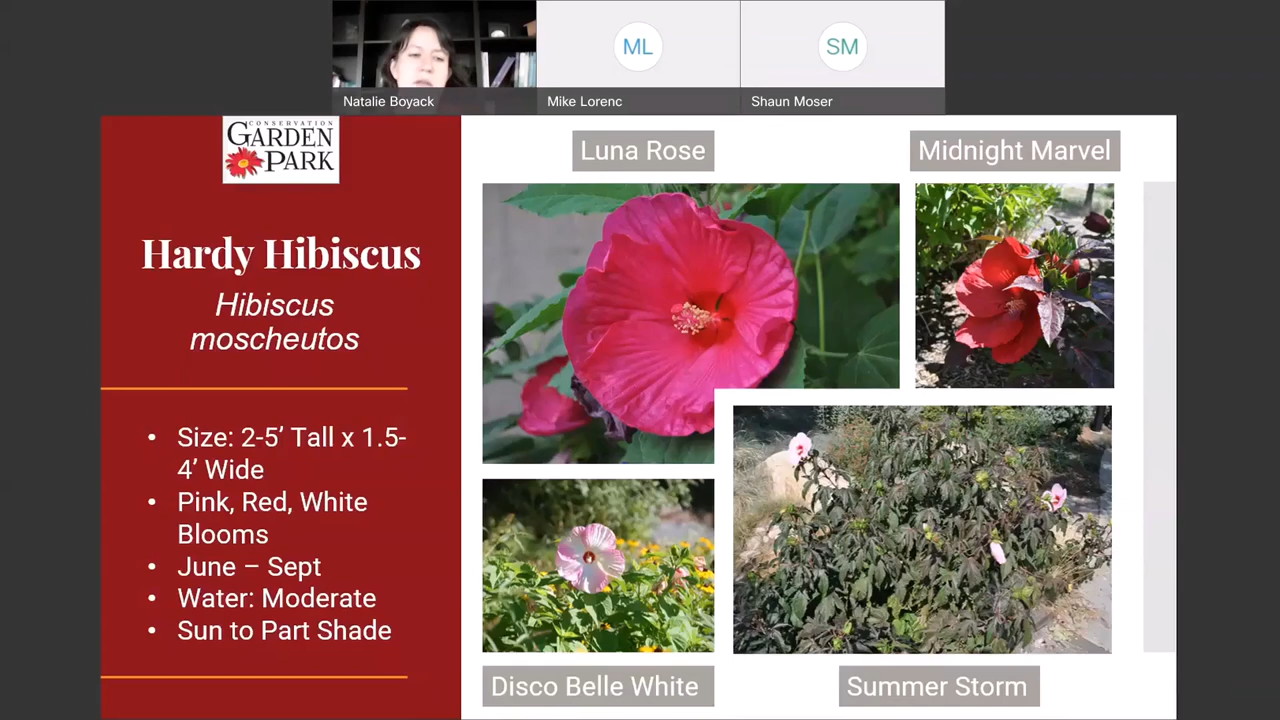 ML
SM
Natalie Boyack
Mike Lorenc
Shaun Moser
CONSERVATION
GARDEN
PARK
Hardy Hibiscus
Hibiscus
moscheutos
• Size: 2-5’ Tall x 1.5-
4’ Wide
• Pink, Red, White
Blooms
• June – Sept
• Water: Moderate
• Sun to Part Shade
Luna Rose
Midnight Marvel
Disco Belle White
Summer Storm